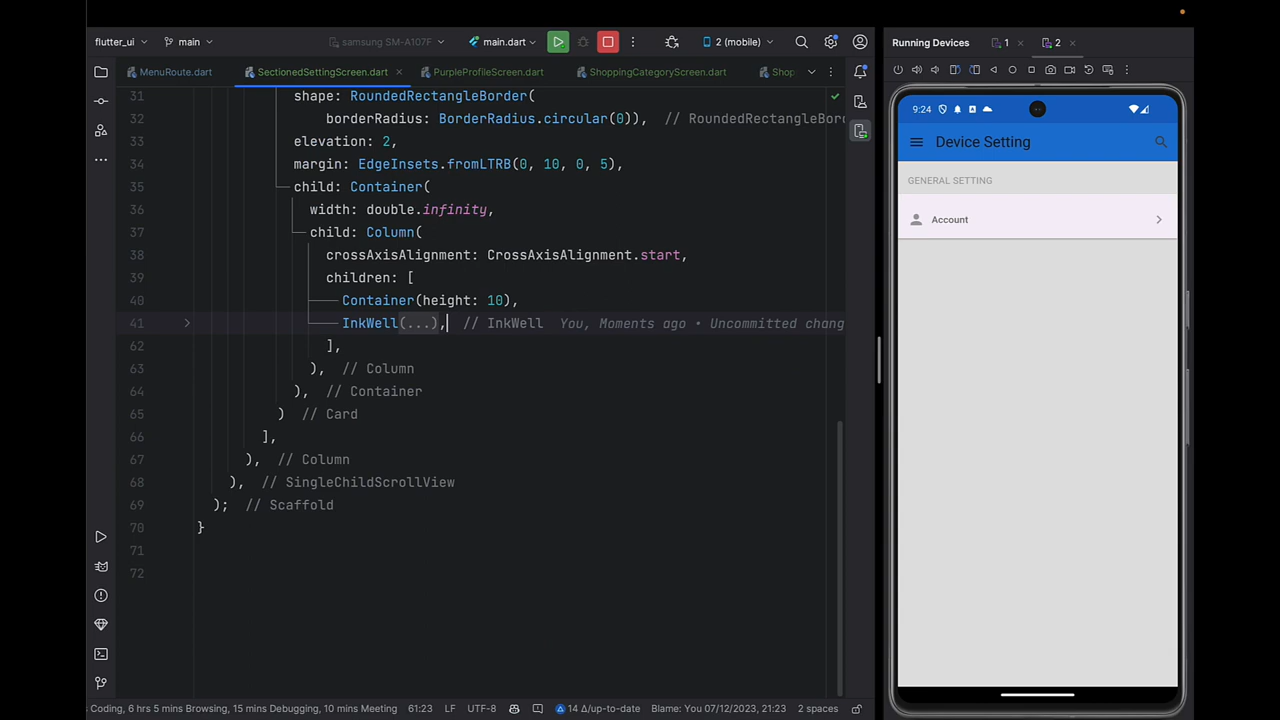 flutter_ui
main
samsung SM-A107F
main.dart
2 (mobile)
Running Devices
1
2
MenuRoute.dart
SectionedSettingScreen.dart
PurpleProfileScreen.dart
ShoppingCategoryScreen.dart
Shop
31 shape: RoundedRectangleBorder(
32 borderRadius: BorderRadius.circular(0)), // RoundedRectangleBord
33 elevation: 2,
34 margin: EdgeInsets.fromLTRB(0, 10, 0, 5),
35 child: Container(
36 width: double.infinity,
37 child: Column(
38 crossAxisAlignment: CrossAxisAlignment.start,
39 children: [
40 Container(height: 10),
41 InkWell(...), // InkWell You, Moments ago • Uncommitted chang
62 ],
63 ), // Column
64 ), // Container
65 ) // Card
66 ],
67 ), // Column
68 ), // SingleChildScrollView
69 ); // Scaffold
70 }
71
72
9:24
Device Setting
GENERAL SETTING
Account
Coding, 6 hrs 5 mins Browsing, 15 mins Debugging, 10 mins Meeting
61:23
LF
UTF-8
14 Δ/up-to-date
Blame: You 07/12/2023, 21:23
2 spaces